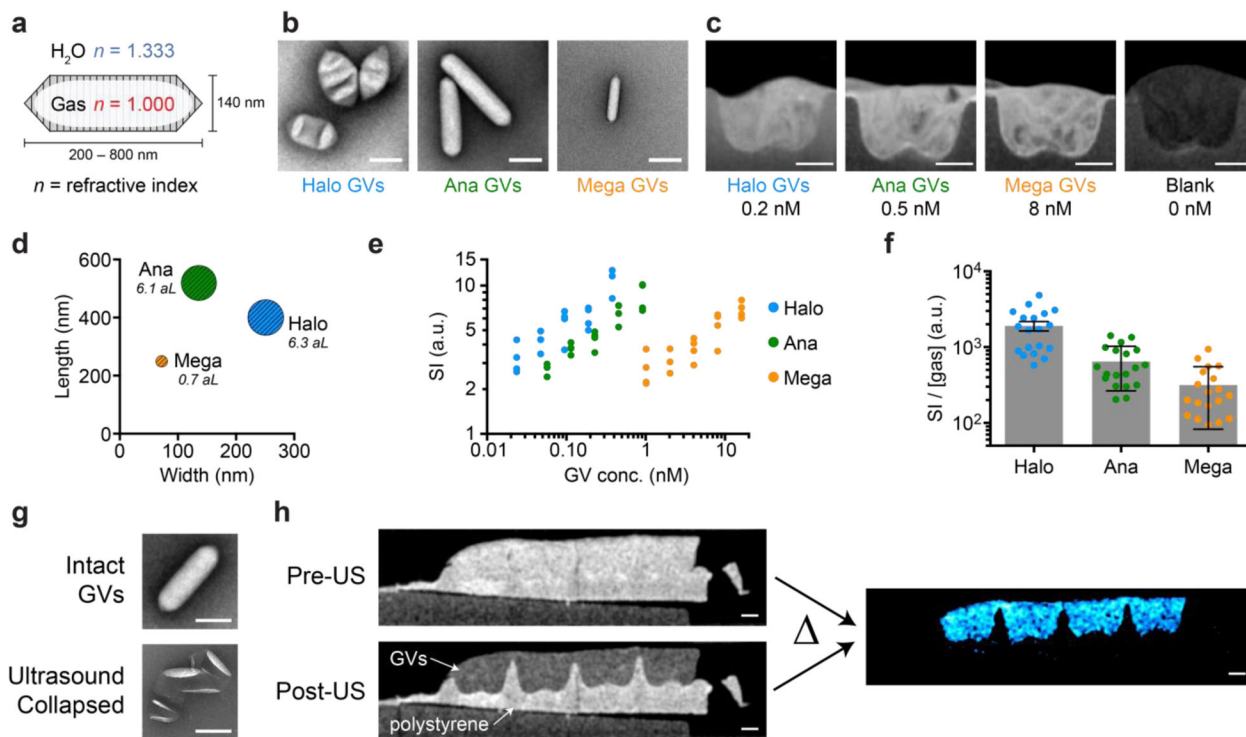 a
H2O n = 1.333
Gas n = 1.000
140 nm
200 – 800 nm
n = refractive index
b
Halo GVs
Ana GVs
Mega GVs
c
Halo GVs
0.2 nM
Ana GVs
0.5 nM
Mega GVs
8 nM
Blank
0 nM
d
Length (nm)
600
400
200
0
Ana
6.1 aL
Halo
6.3 aL
Mega
0.7 aL
0
100
200
300
Width (nm)
e
SI (a.u.)
15
10
5
2
1
0.01
0.10
1
10
GV conc. (nM)
Halo
Ana
Mega
f
SI / [gas] (a.u.)
10^4
10^3
10^2
Halo
Ana
Mega
g
Intact
GVs
Ultrasound
Collapsed
h
Pre-US
Post-US
GVs
polystyrene
Δ